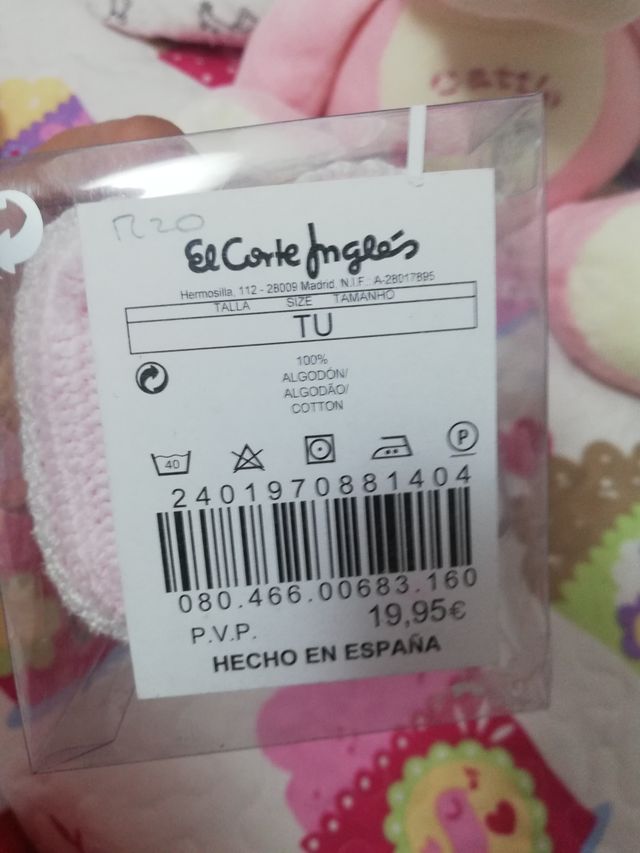 El Corte Inglés
Hermosilla, 112 - 28009 Madrid, N.I.F.: A-28017895
TALLA SIZE TAMANHO
TU
100%
ALGODÓN/
ALGODÃO/
COTTON
40
P
2401970881404
080.466.00683.160
P.V.P. 19,95€
HECHO EN ESPAÑA